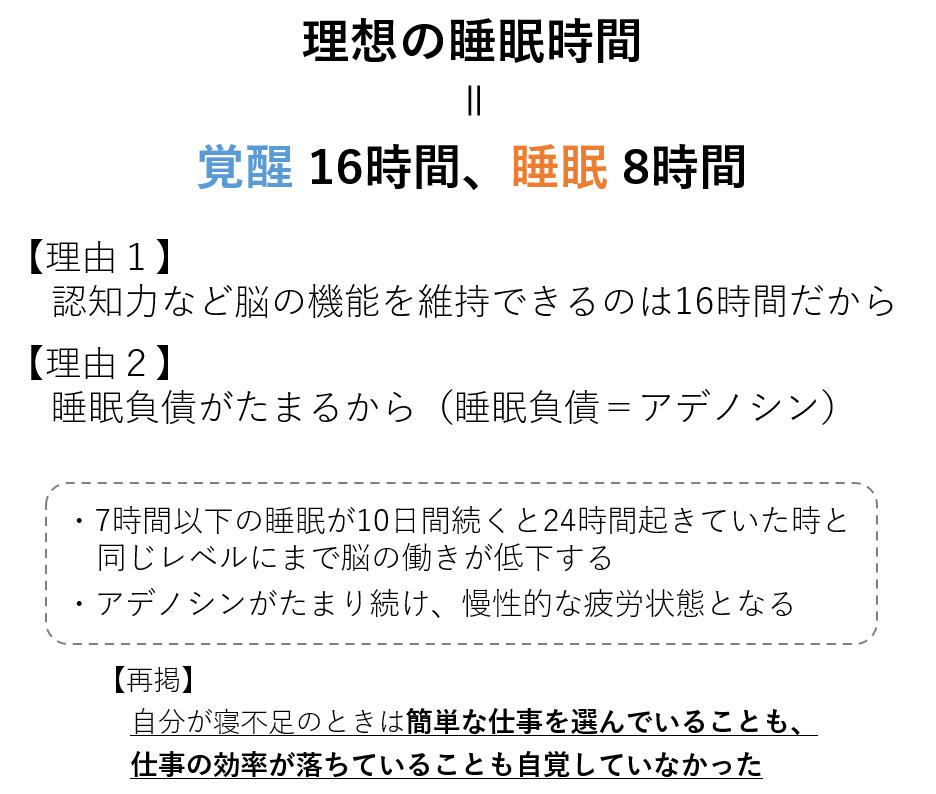 理想の睡眠時間
＝
覚醒 16時間、睡眠 8時間
【理由１】
認知力など脳の機能を維持できるのは16時間だから
【理由２】
睡眠負債がたまるから（睡眠負債＝アデノシン）
・7時間以下の睡眠が10日間続くと24時間起きていた時と
同じレベルにまで脳の働きが低下する
・アデノシンがたまり続け、慢性的な疲労状態となる
【再掲】
自分が寝不足のときは簡単な仕事を選んでいることも、
仕事の効率が落ちていることも自覚していなかった